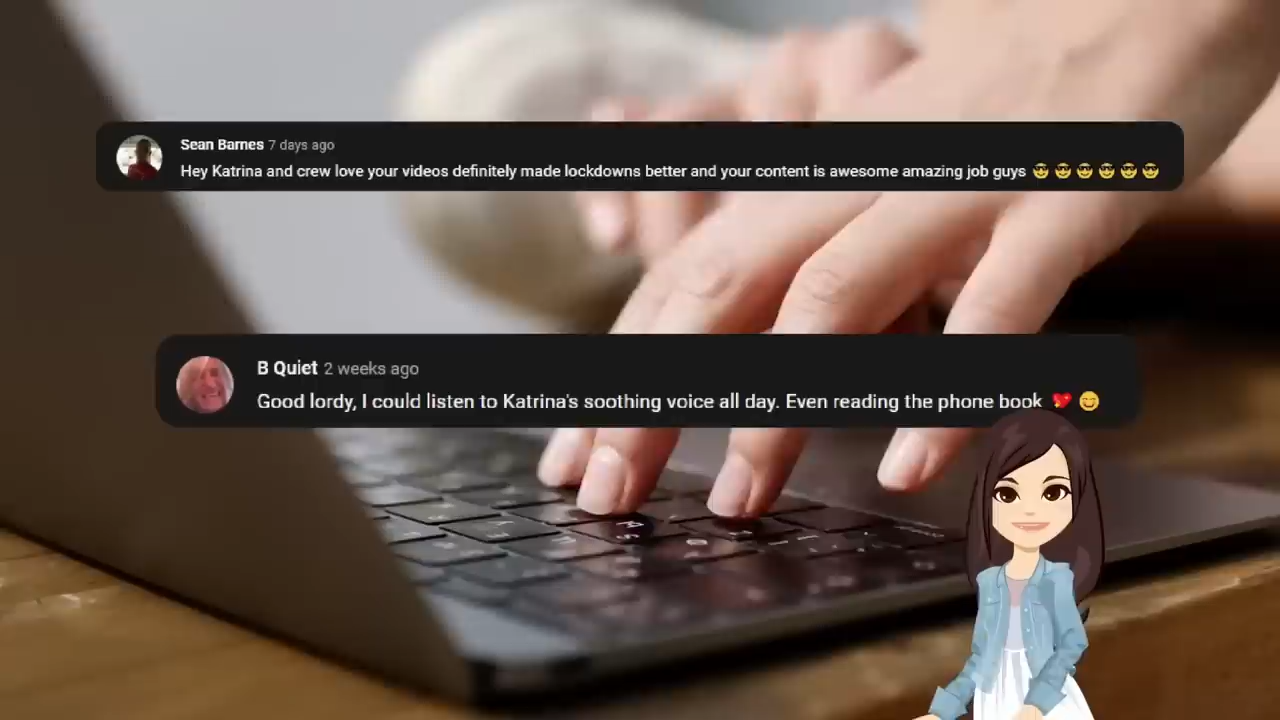 Sean Barnes 7 days ago
Hey Katrina and crew love your videos definitely made lockdowns better and your content is awesome amazing job guys 😎😎😎😎😎😎
B Quiet 2 weeks ago
Good lordy, I could listen to Katrina's soothing voice all day. Even reading the phone book 💖😊